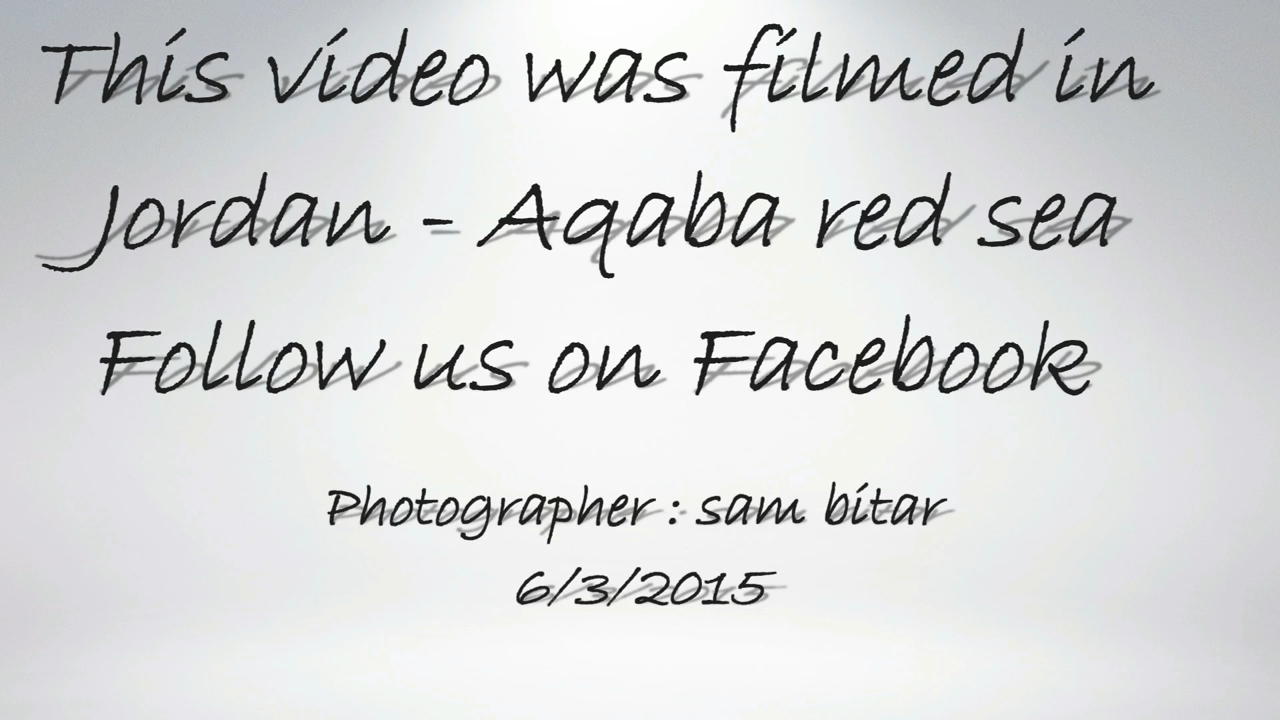 This video was filmed in
Jordan - Aqaba red sea
Follow us on Facebook
Photographer : sam bitar
6/3/2015